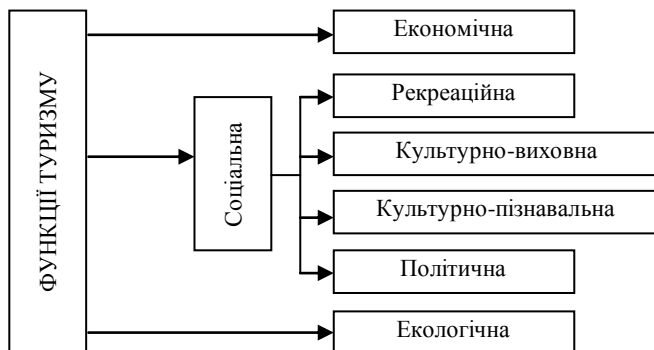 ФУНКЦІЇ ТУРИЗМУ
Економічна
Соціальна
Рекреаційна
Культурно-виховна
Культурно-пізнавальна
Політична
Екологічна